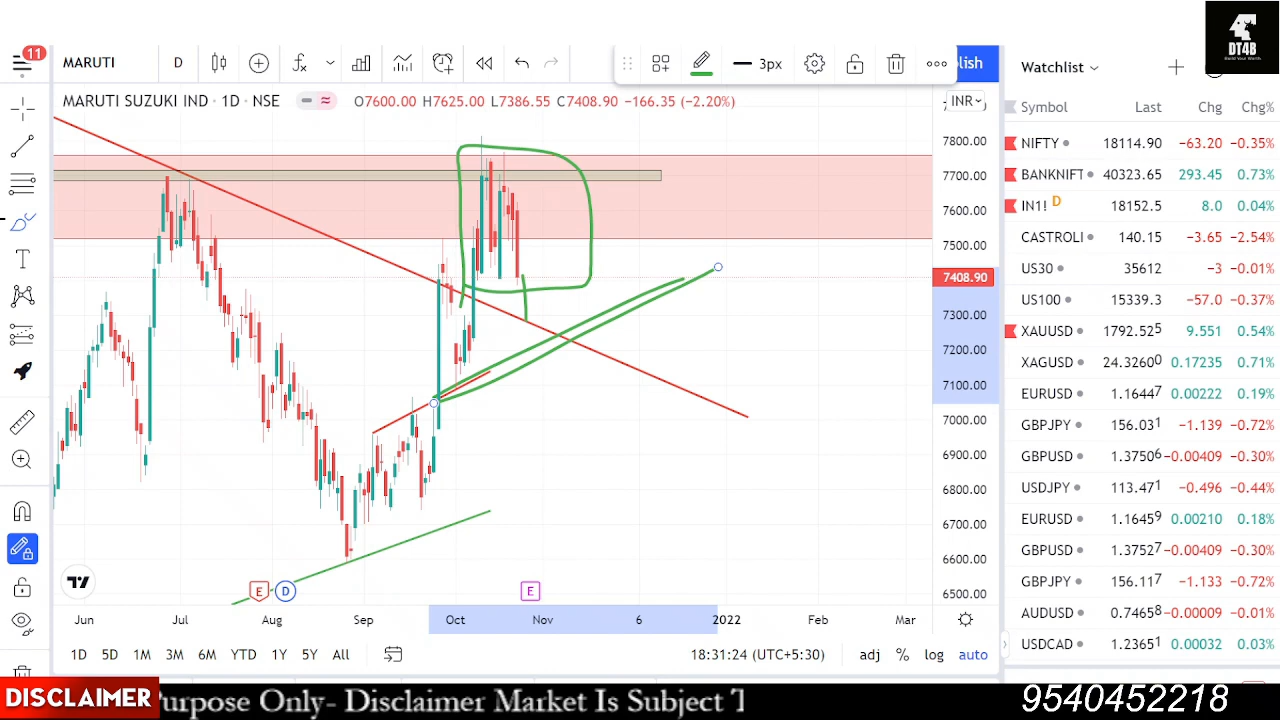 DT4B
Build Your Worth.
11
MARUTI D 3px lish
MARUTI SUZUKI IND · 1D · NSE O7600.00 H7625.00 L7386.55 C7408.90 −166.35 (−2.20%)
INR
7800.00
7700.00
7600.00
7500.00
7408.90
7300.00
7200.00
7100.00
7000.00
6900.00
6800.00
6700.00
6600.00
6500.00
E D E
Jun Jul Aug Sep Oct Nov 6 2022 Feb Mar
1D 5D 1M 3M 6M YTD 1Y 5Y All 18:31:24 (UTC+5:30) adj % log auto
Watchlist
Symbol Last Chg Chg%
NIFTY 18114.90 −63.20 −0.35%
BANKNIFT 40323.65 293.45 0.73%
IN1! D 18152.5 8.0 0.04%
CASTROLI 140.15 −3.65 −2.54%
US30 35612 −3 −0.01%
US100 15339.3 −57.0 −0.37%
XAUUSD 1792.525 9.551 0.54%
XAGUSD 24.32600 0.17235 0.71%
EURUSD 1.16447 0.00222 0.19%
GBPJPY 156.031 −1.139 −0.72%
GBPUSD 1.37506 −0.00409 −0.30%
USDJPY 113.471 −0.496 −0.44%
EURUSD 1.16459 0.00210 0.18%
GBPUSD 1.37527 −0.00409 −0.30%
GBPJPY 156.117 −1.133 −0.72%
AUDUSD 0.74658 −0.00009 −0.01%
USDCAD 1.23651 0.00032 0.03%
DISCLAIMER Purpose Only- Disclaimer Market Is Subject T 9540452218